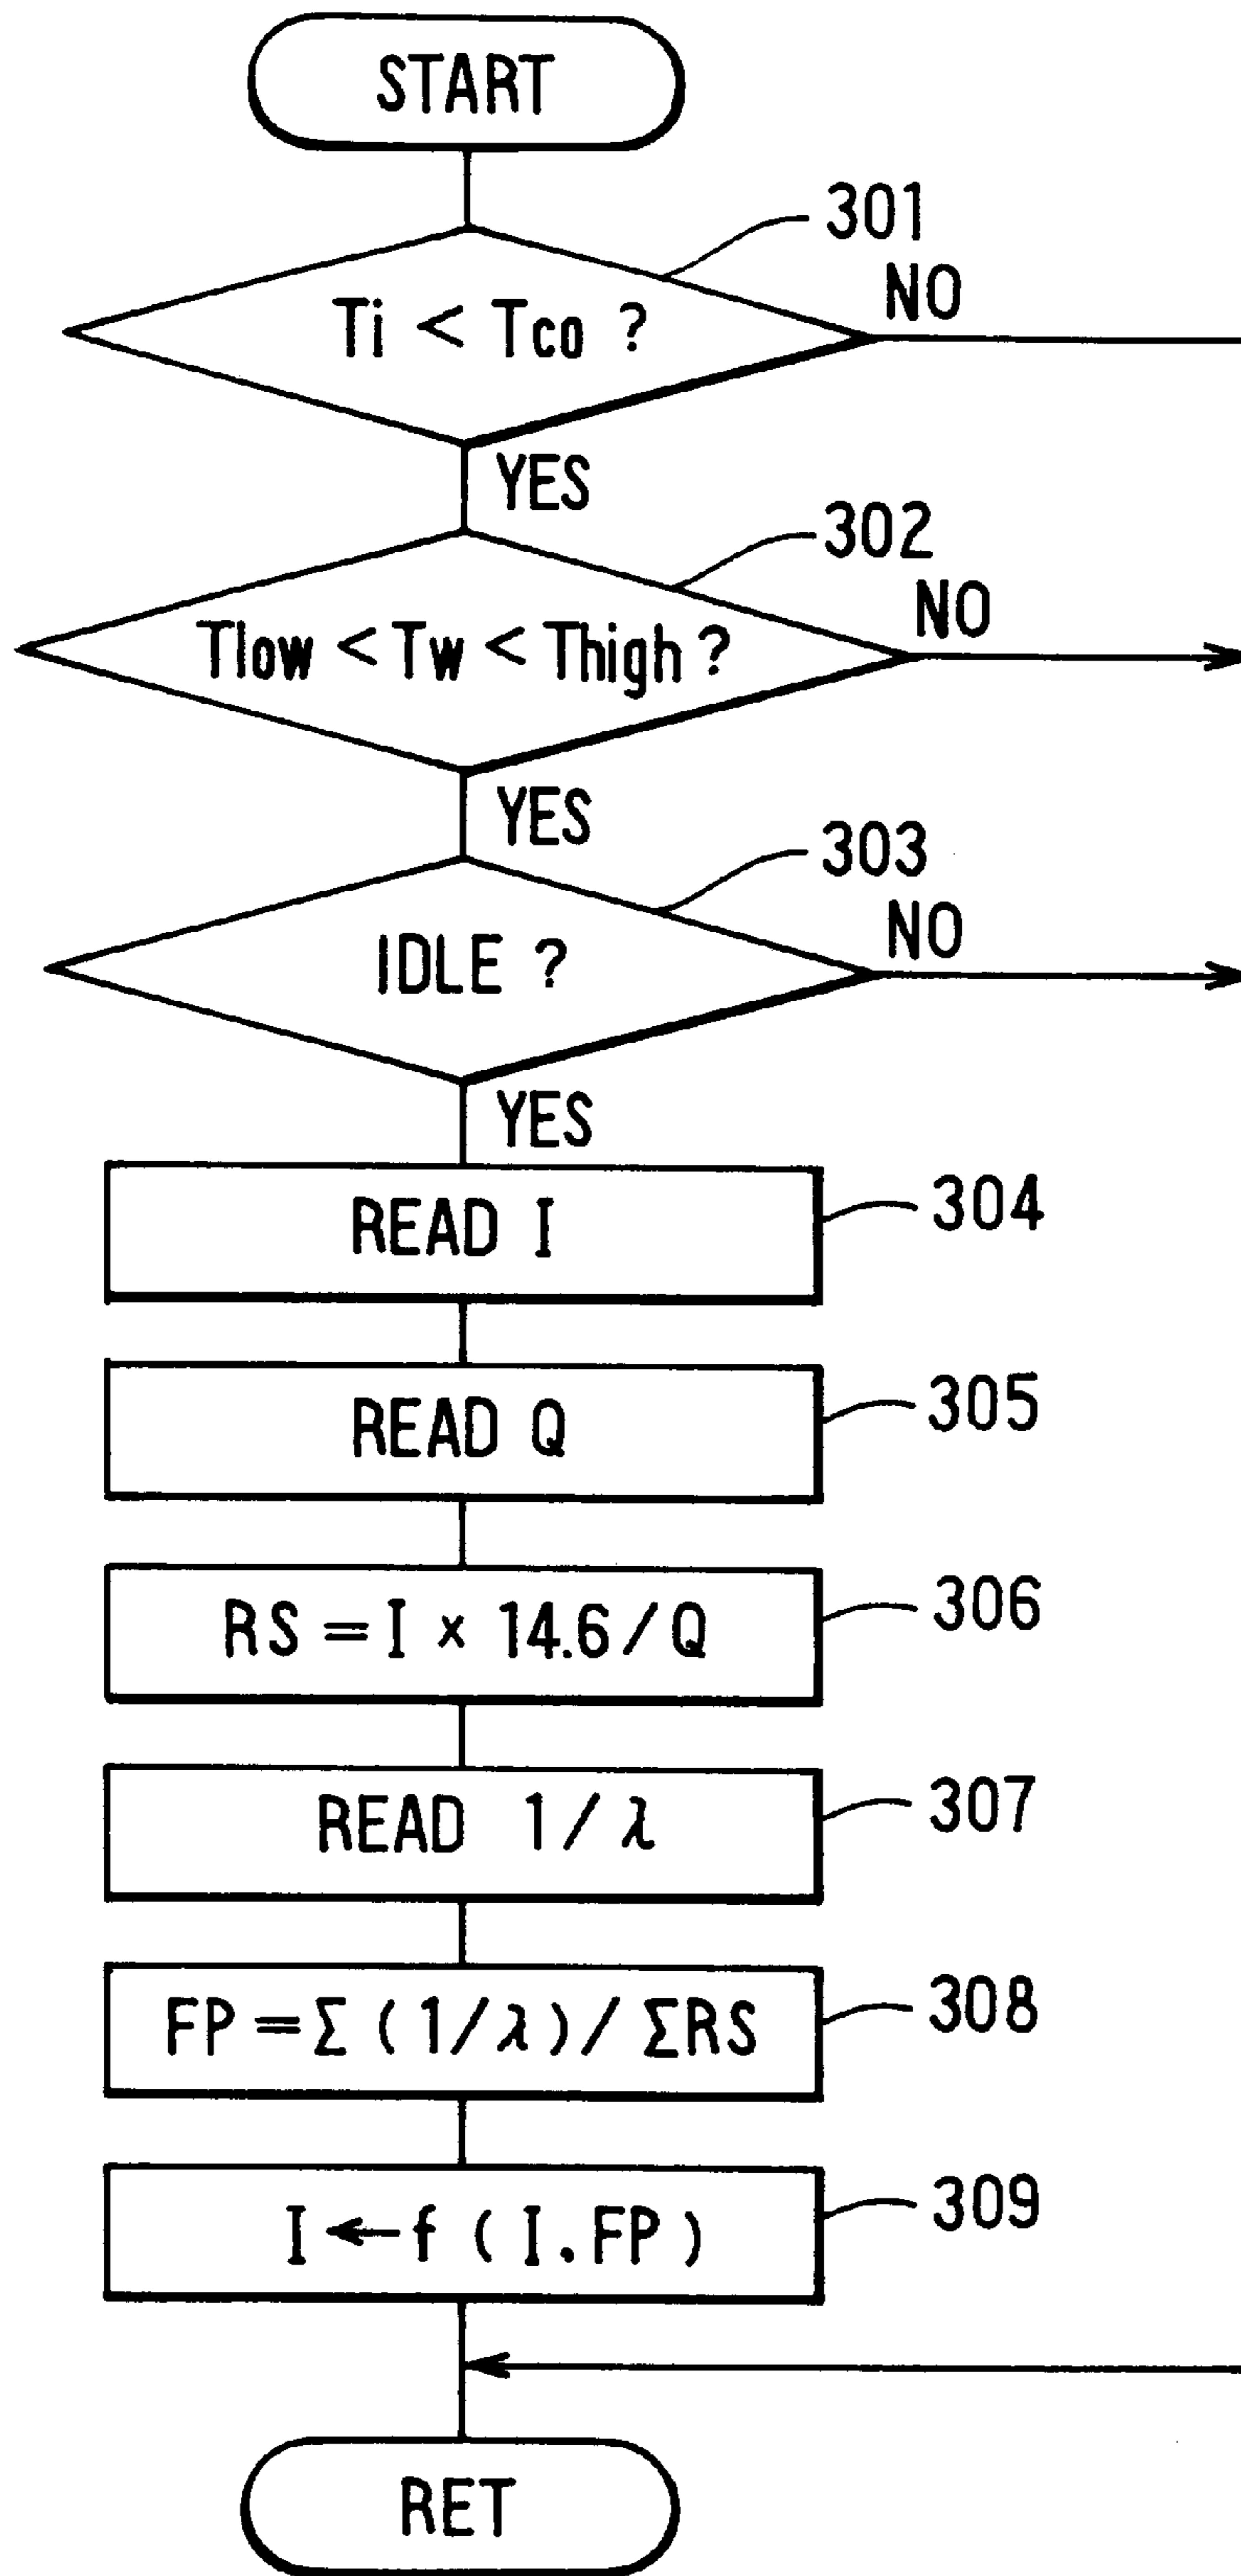 START
301
Ti < Tco ?
NO
YES
302
Tlow < Tw < Thigh ?
NO
YES
303
IDLE ?
NO
YES
READ I
304
READ Q
305
RS = I × 14.6 / Q
306
READ 1 / λ
307
FP = Σ ( 1 / λ ) / ΣRS
308
I ← f ( I . FP )
309
RET